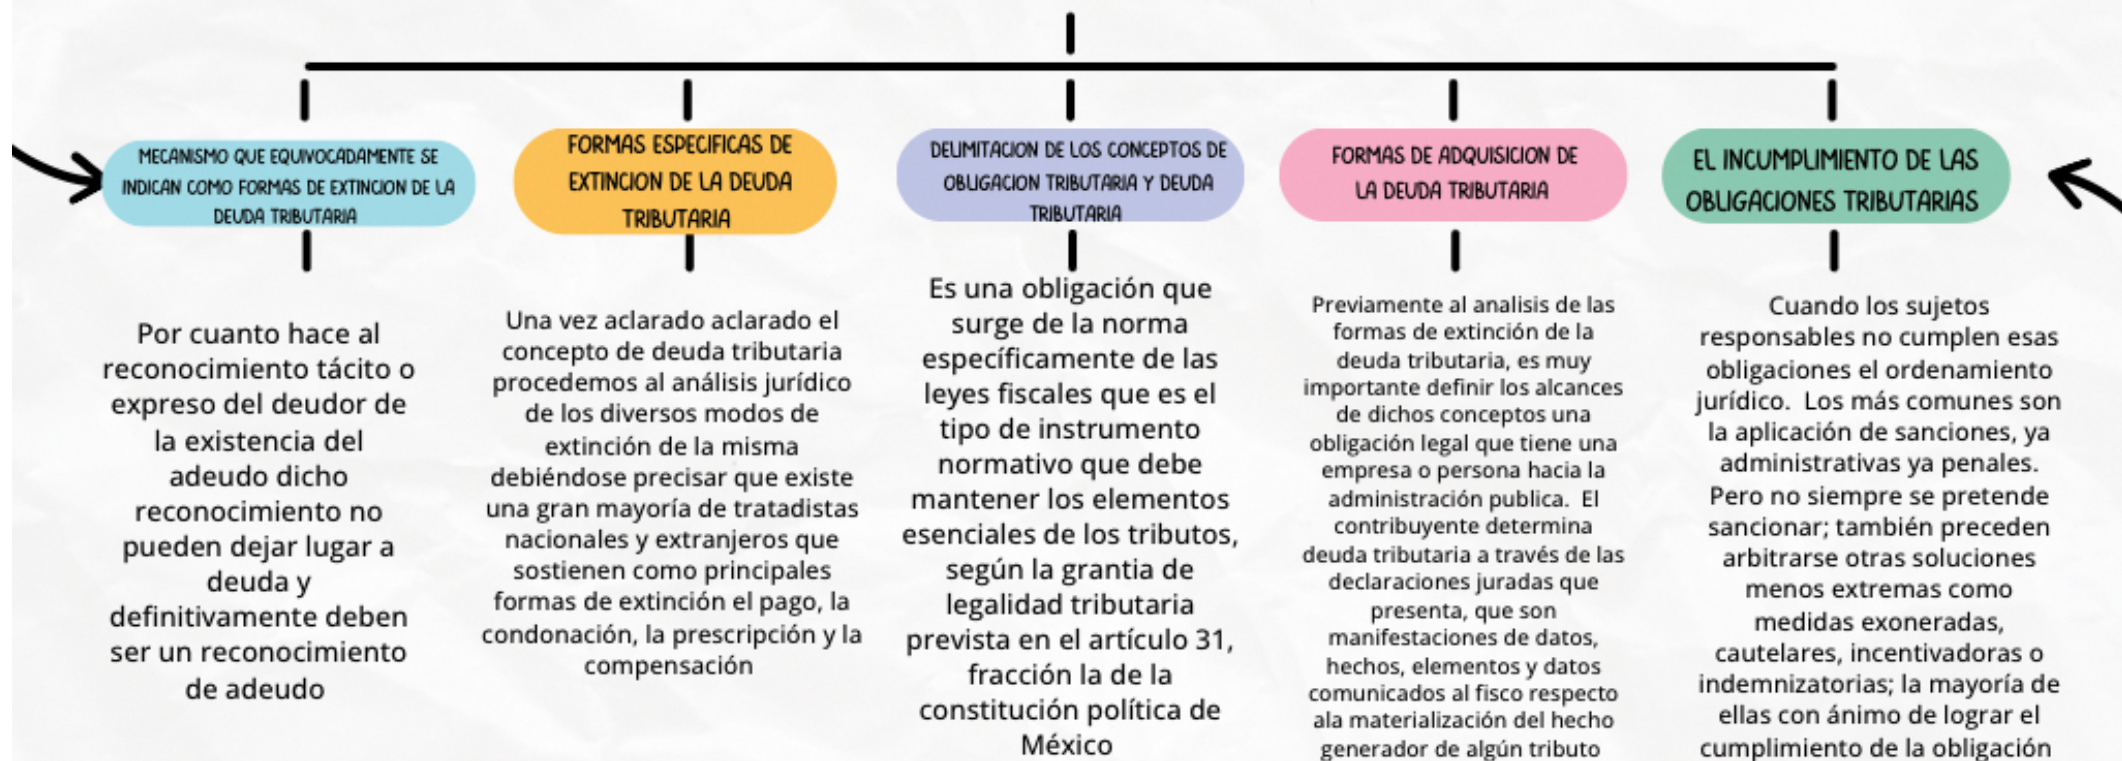 MECANISMO QUE EQUIVOCADAMENTE SE
INDICAN COMO FORMAS DE EXTINCION DE LA
DEUDA TRIBUTARIA
Por cuanto hace al
reconocimiento tácito o
expreso del deudor de
la existencia del
adeudo dicho
reconocimiento no
pueden dejar lugar a
deuda y
definitivamente deben
ser un reconocimiento
de adeudo
FORMAS ESPECIFICAS DE
EXTINCION DE LA DEUDA
TRIBUTARIA
Una vez aclarado aclarado el
concepto de deuda tributaria
procedemos al análisis jurídico
de los diversos modos de
extinción de la misma
debiéndose precisar que existe
una gran mayoría de tratadistas
nacionales y extranjeros que
sostienen como principales
formas de extinción el pago, la
condonación, la prescripción y la
compensación
DELIMITACION DE LOS CONCEPTOS DE
OBLIGACION TRIBUTARIA Y DEUDA
TRIBUTARIA
Es una obligación que
surge de la norma
específicamente de las
leyes fiscales que es el
tipo de instrumento
normativo que debe
mantener los elementos
esenciales de los tributos,
según la grantia de
legalidad tributaria
prevista en el artículo 31,
fracción la de la
constitución política de
México
FORMAS DE ADQUISICION DE
LA DEUDA TRIBUTARIA
Previamente al analisis de las
formas de extinción de la
deuda tributaria, es muy
importante definir los alcances
de dichos conceptos una
obligación legal que tiene una
empresa o persona hacia la
administración publica. El
contribuyente determina
deuda tributaria a través de las
declaraciones juradas que
presenta, que son
manifestaciones de datos,
hechos, elementos y datos
comunicados al fisco respecto
ala materialización del hecho
generador de algún tributo
EL INCUMPLIMIENTO DE LAS
OBLIGACIONES TRIBUTARIAS
Cuando los sujetos
responsables no cumplen esas
obligaciones el ordenamiento
jurídico. Los más comunes son
la aplicación de sanciones, ya
administrativas ya penales.
Pero no siempre se pretende
sancionar; también preceden
arbitrarse otras soluciones
menos extremas como
medidas exoneradas,
cautelares, incentivadoras o
indemnizatorias; la mayoría de
ellas con ánimo de lograr el
cumplimiento de la obligación